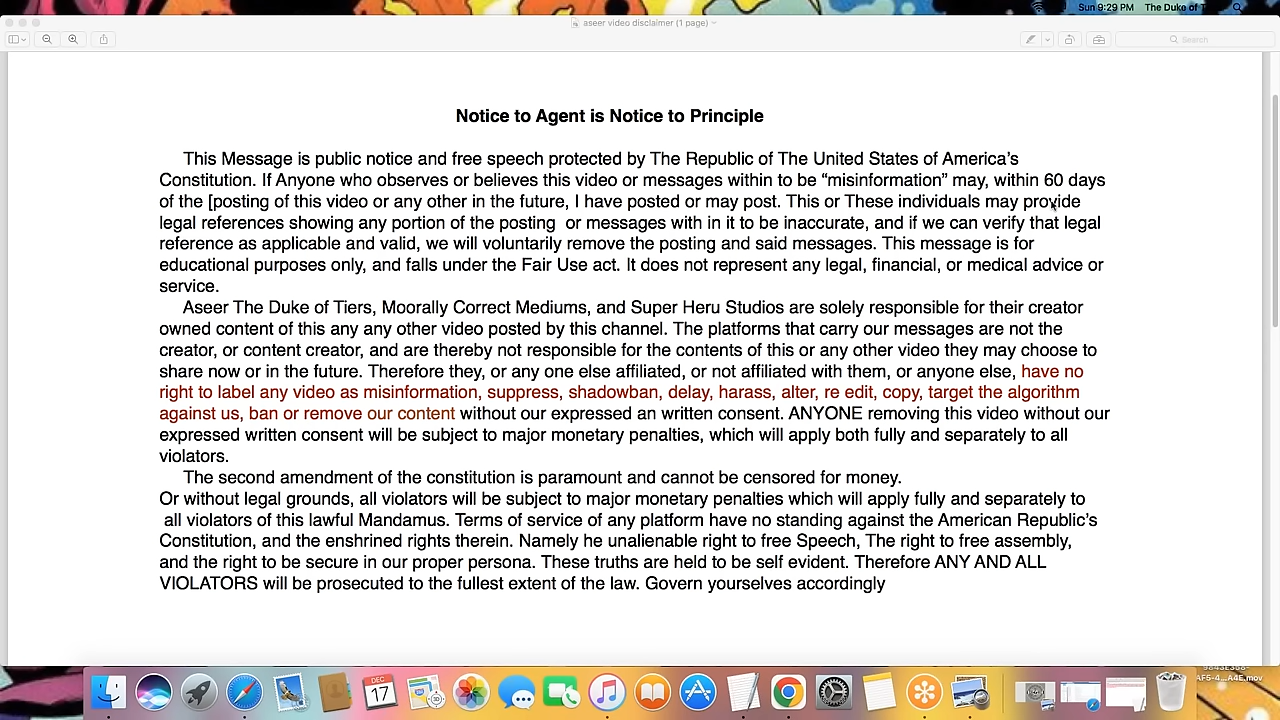 Sun 9:29 PM The Duke of T
aseer video disclaimer (1 page)
Search
Notice to Agent is Notice to Principle
This Message is public notice and free speech protected by The Republic of The United States of America's
Constitution. If Anyone who observes or believes this video or messages within to be “misinformation” may, within 60 days
of the [posting of this video or any other in the future, I have posted or may post. This or These individuals may provide
legal references showing any portion of the posting or messages with in it to be inaccurate, and if we can verify that legal
reference as applicable and valid, we will voluntarily remove the posting and said messages. This message is for
educational purposes only, and falls under the Fair Use act. It does not represent any legal, financial, or medical advice or
service.
Aseer The Duke of Tiers, Moorally Correct Mediums, and Super Heru Studios are solely responsible for their creator
owned content of this any any other video posted by this channel. The platforms that carry our messages are not the
creator, or content creator, and are thereby not responsible for the contents of this or any other video they may choose to
share now or in the future. Therefore they, or any one else affiliated, or not affiliated with them, or anyone else, have no
right to label any video as misinformation, suppress, shadowban, delay, harass, alter, re edit, copy, target the algorithm
against us, ban or remove our content without our expressed an written consent. ANYONE removing this video without our
expressed written consent will be subject to major monetary penalties, which will apply both fully and separately to all
violators.
The second amendment of the constitution is paramount and cannot be censored for money.
Or without legal grounds, all violators will be subject to major monetary penalties which will apply fully and separately to
all violators of this lawful Mandamus. Terms of service of any platform have no standing against the American Republic's
Constitution, and the enshrined rights therein. Namely he unalienable right to free Speech, The right to free assembly,
and the right to be secure in our proper persona. These truths are held to be self evident. Therefore ANY AND ALL
VIOLATORS will be prosecuted to the fullest extent of the law. Govern yourselves accordingly
AF5-4...A4E.mov
DEC
17